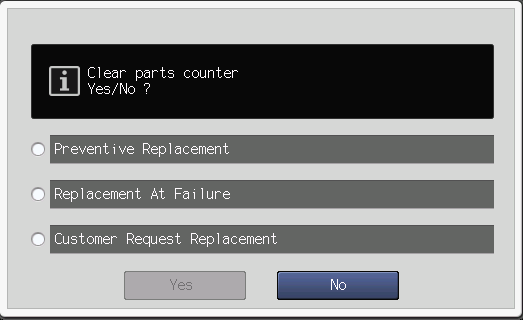 Clear parts counter
Yes/No ?
Preventive Replacement
Replacement At Failure
Customer Request Replacement
Yes No